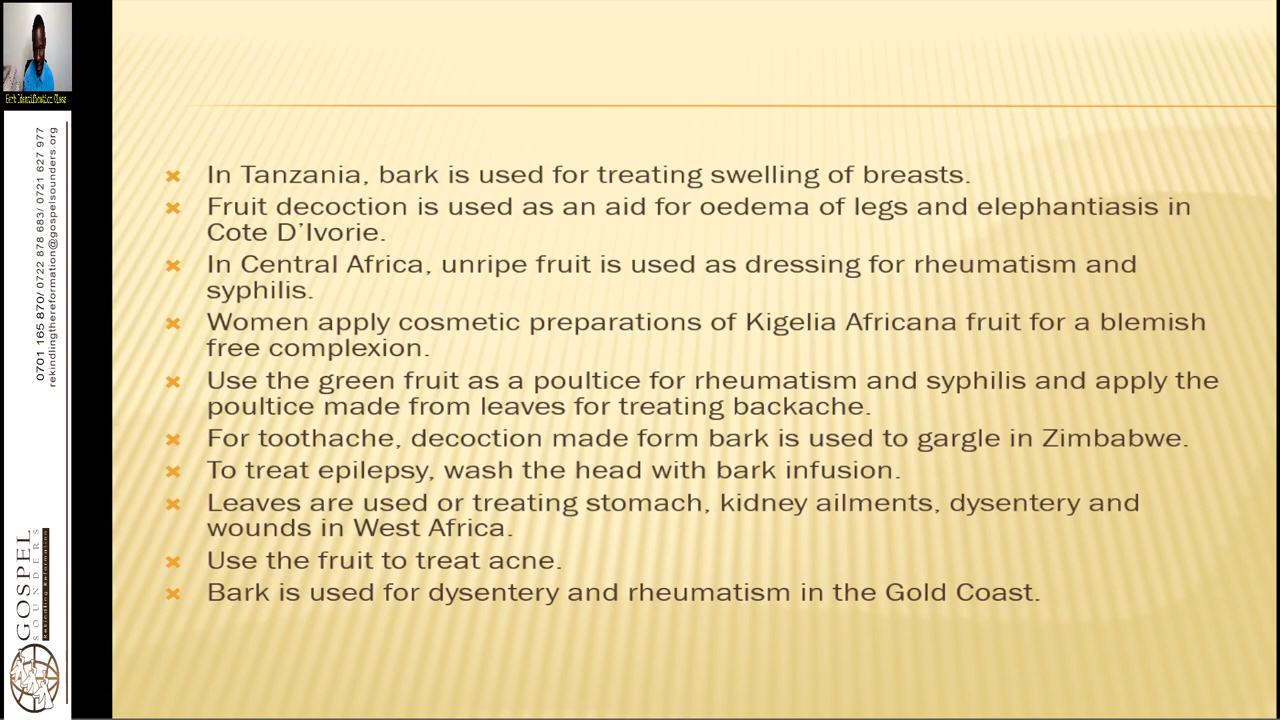 Herb Identification Class
0701 165 870/ 0722 878 683/ 0721 627 977
rekindlingthereformation@gospelsounders.org
GOSPEL
SOUNDERS
Rekindling Reformation
In Tanzania, bark is used for treating swelling of breasts.
Fruit decoction is used as an aid for oedema of legs and elephantiasis in
Cote D’Ivorie.
In Central Africa, unripe fruit is used as dressing for rheumatism and
syphilis.
Women apply cosmetic preparations of Kigelia Africana fruit for a blemish
free complexion.
Use the green fruit as a poultice for rheumatism and syphilis and apply the
poultice made from leaves for treating backache.
For toothache, decoction made form bark is used to gargle in Zimbabwe.
To treat epilepsy, wash the head with bark infusion.
Leaves are used or treating stomach, kidney ailments, dysentery and
wounds in West Africa.
Use the fruit to treat acne.
Bark is used for dysentery and rheumatism in the Gold Coast.